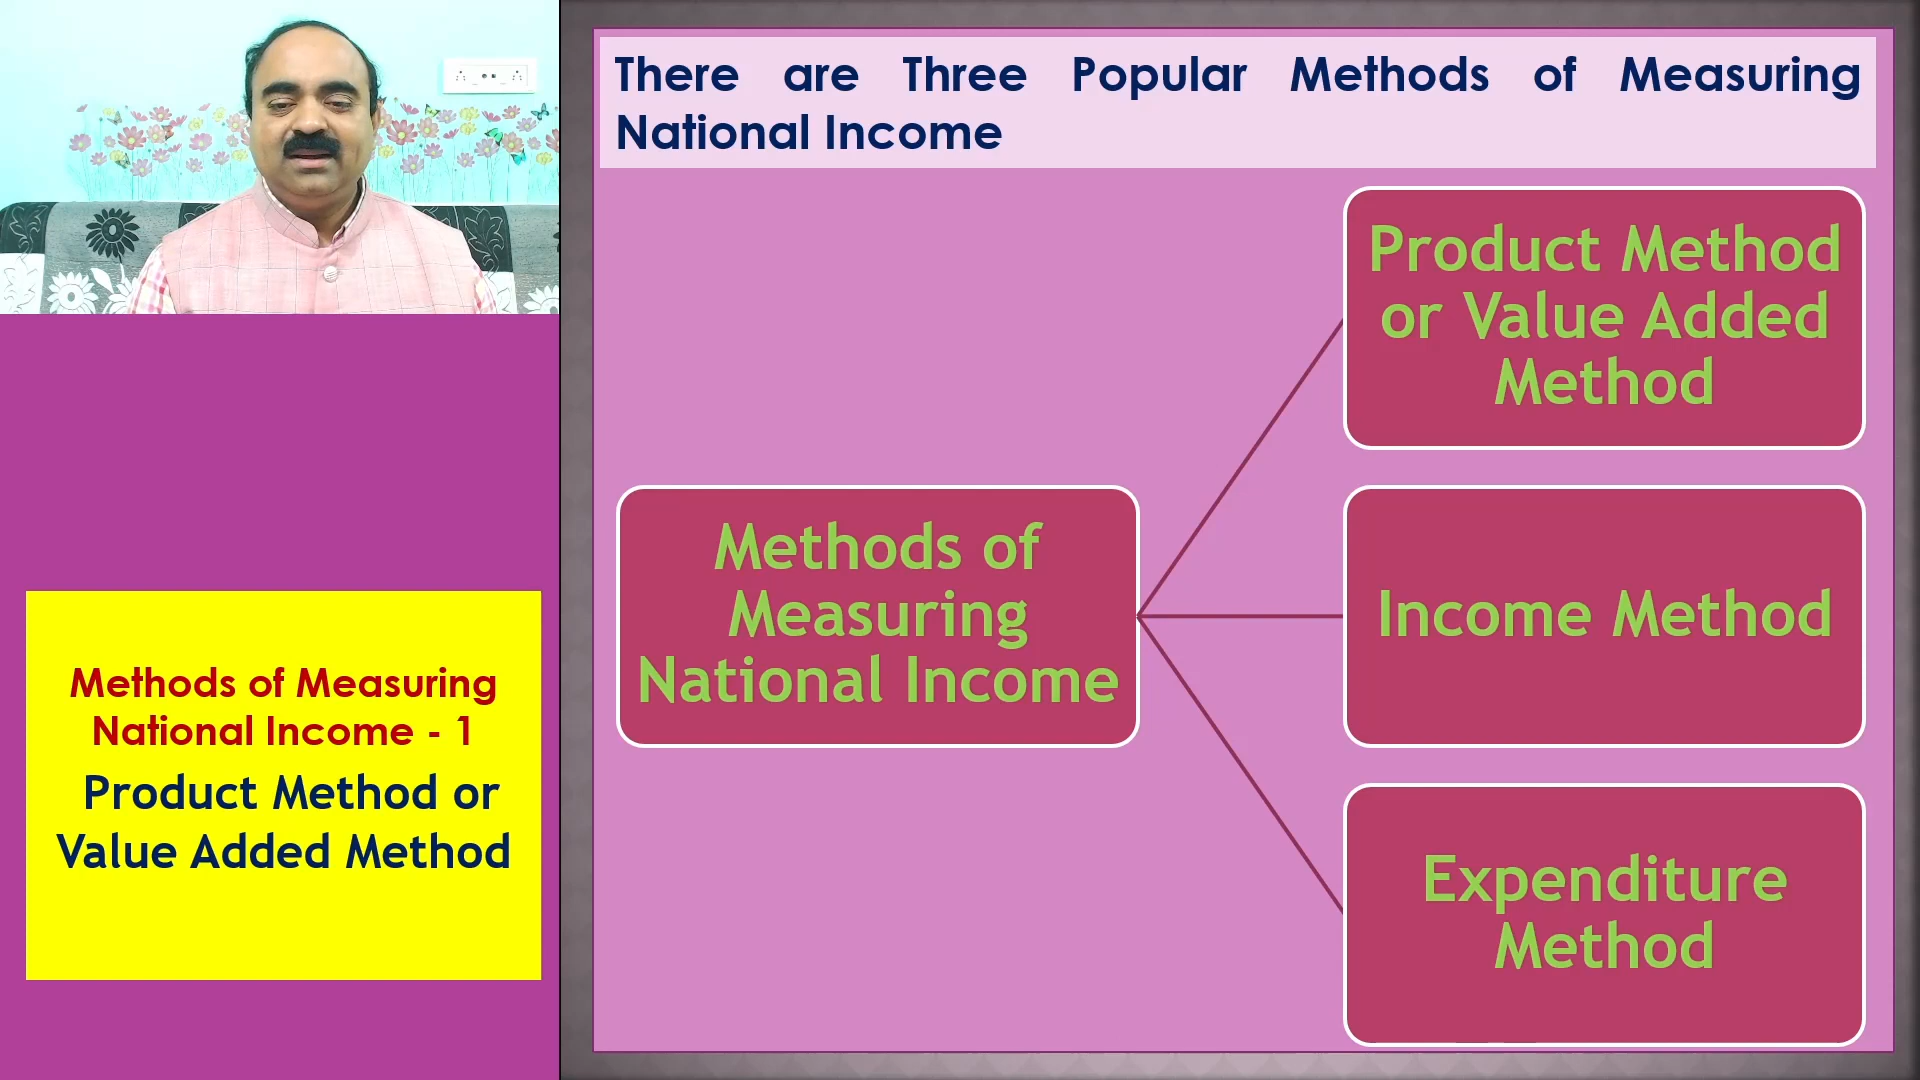 There are Three Popular Methods of Measuring
National Income
Product Method
or Value Added
Method
Methods of
Measuring
National Income
Income Method
Expenditure
Method
Methods of Measuring
National Income - 1
Product Method or
Value Added Method